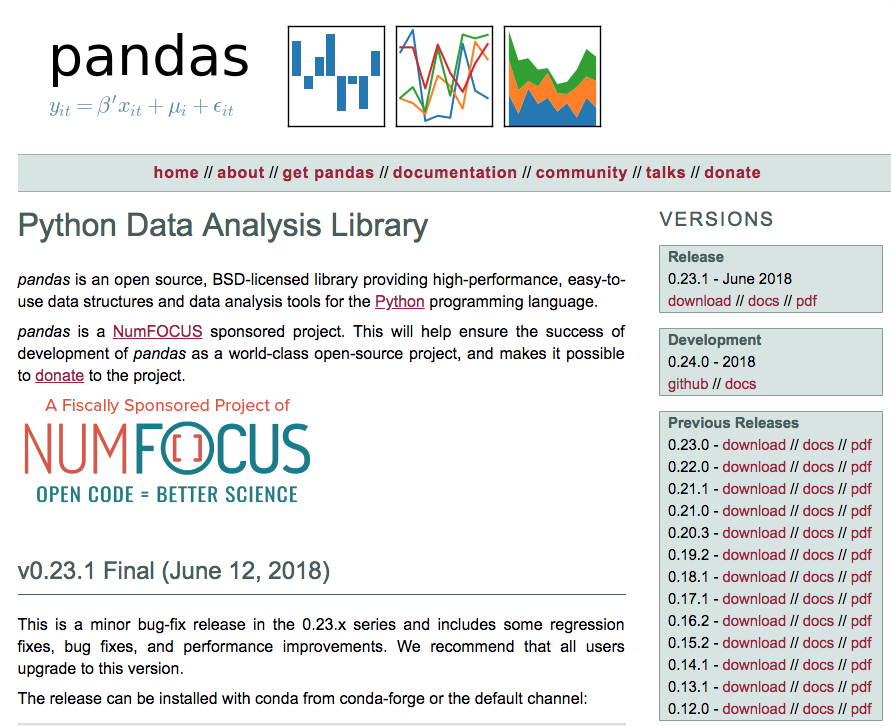 pandas
y_{it} = β′x_{it} + μ_i + ϵ_{it}
home // about // get pandas // documentation // community // talks // donate
Python Data Analysis Library
pandas is an open source, BSD-licensed library providing high-performance, easy-to-
use data structures and data analysis tools for the Python programming language.
pandas is a NumFOCUS sponsored project. This will help ensure the success of
development of pandas as a world-class open-source project, and makes it possible
to donate to the project.
A Fiscally Sponsored Project of
NUMFOCUS
OPEN CODE = BETTER SCIENCE
v0.23.1 Final (June 12, 2018)
This is a minor bug-fix release in the 0.23.x series and includes some regression
fixes, bug fixes, and performance improvements. We recommend that all users
upgrade to this version.
The release can be installed with conda from conda-forge or the default channel:
VERSIONS
Release
0.23.1 - June 2018
download // docs // pdf
Development
0.24.0 - 2018
github // docs
Previous Releases
0.23.0 - download // docs // pdf
0.22.0 - download // docs // pdf
0.21.1 - download // docs // pdf
0.21.0 - download // docs // pdf
0.20.3 - download // docs // pdf
0.19.2 - download // docs // pdf
0.18.1 - download // docs // pdf
0.17.1 - download // docs // pdf
0.16.2 - download // docs // pdf
0.15.2 - download // docs // pdf
0.14.1 - download // docs // pdf
0.13.1 - download // docs // pdf
0.12.0 - download // docs // pdf